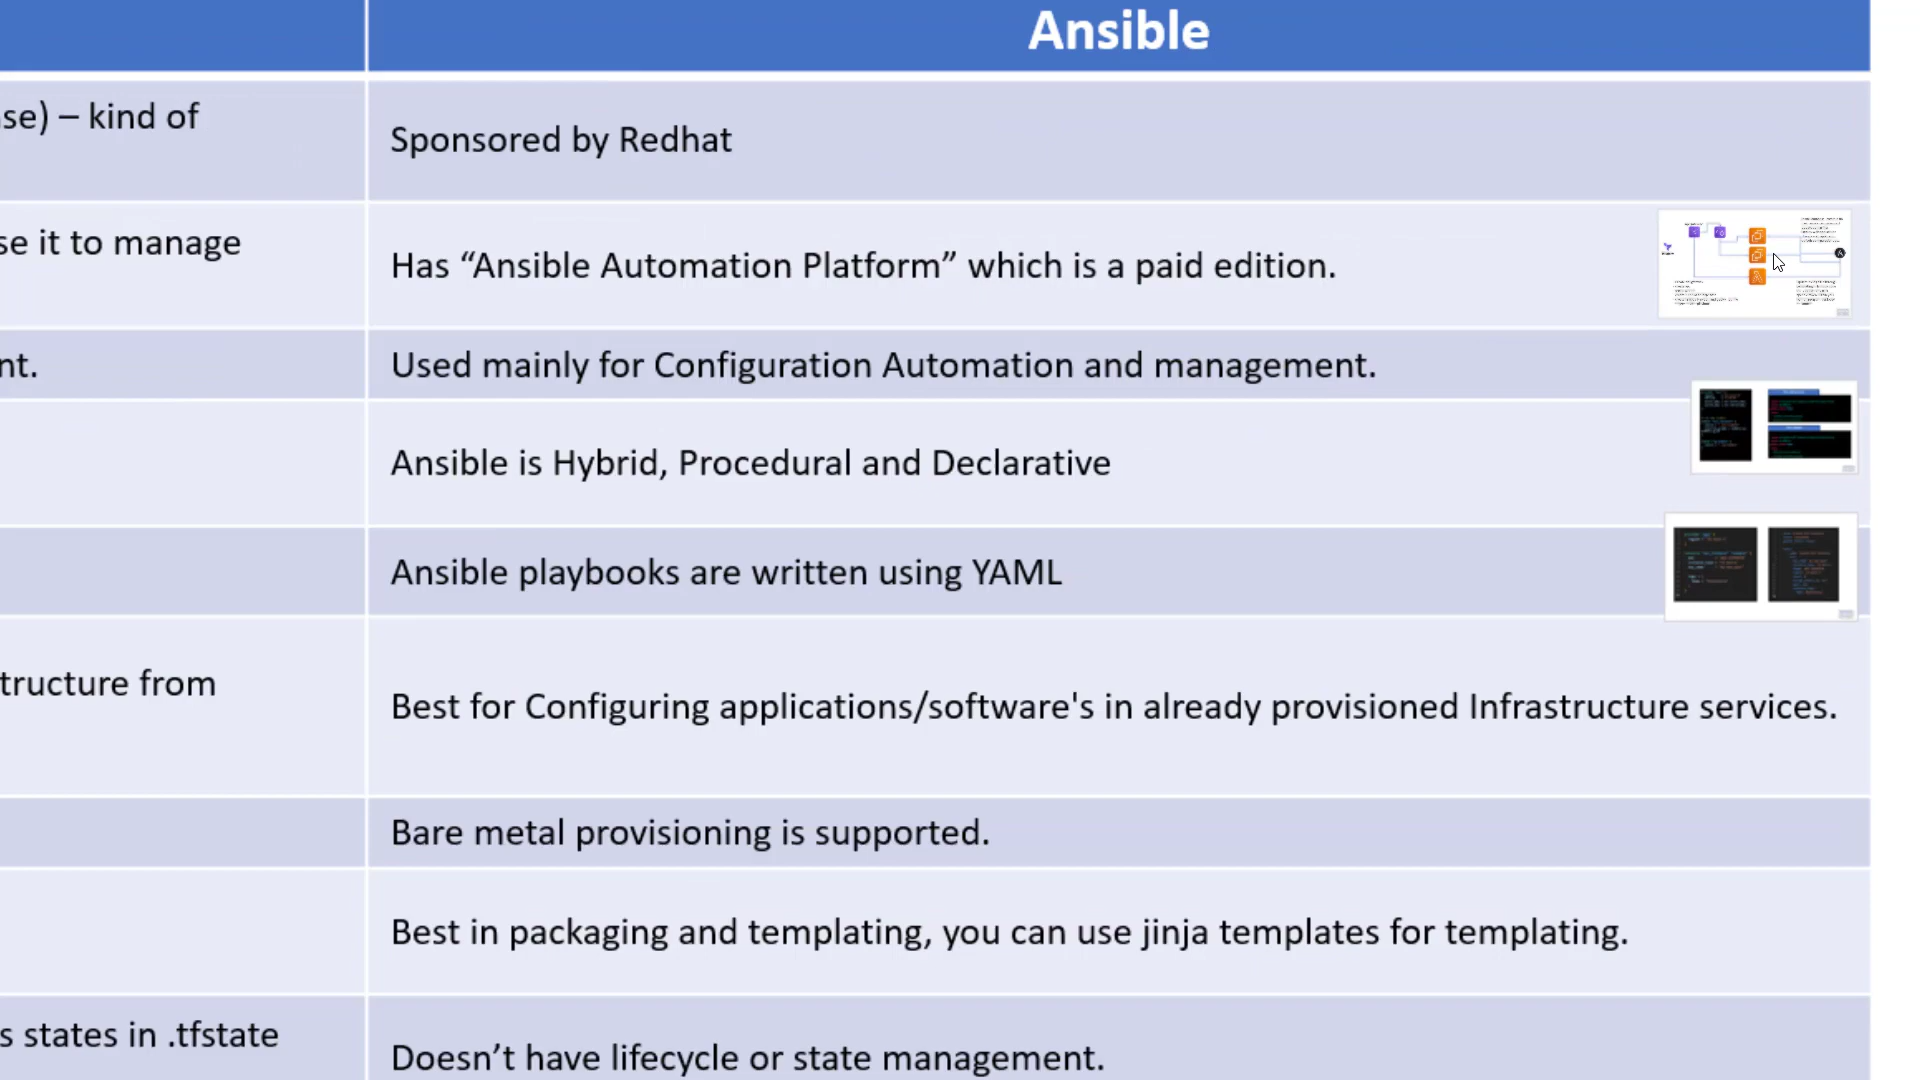 Ansible
se) – kind of
Sponsored by Redhat
se it to manage
Has “Ansible Automation Platform” which is a paid edition.
nt.
Used mainly for Configuration Automation and management.
Ansible is Hybrid, Procedural and Declarative
Ansible playbooks are written using YAML
tructure from
Best for Configuring applications/software's in already provisioned Infrastructure services.
Bare metal provisioning is supported.
Best in packaging and templating, you can use jinja templates for templating.
s states in .tfstate
Doesn’t have lifecycle or state management.